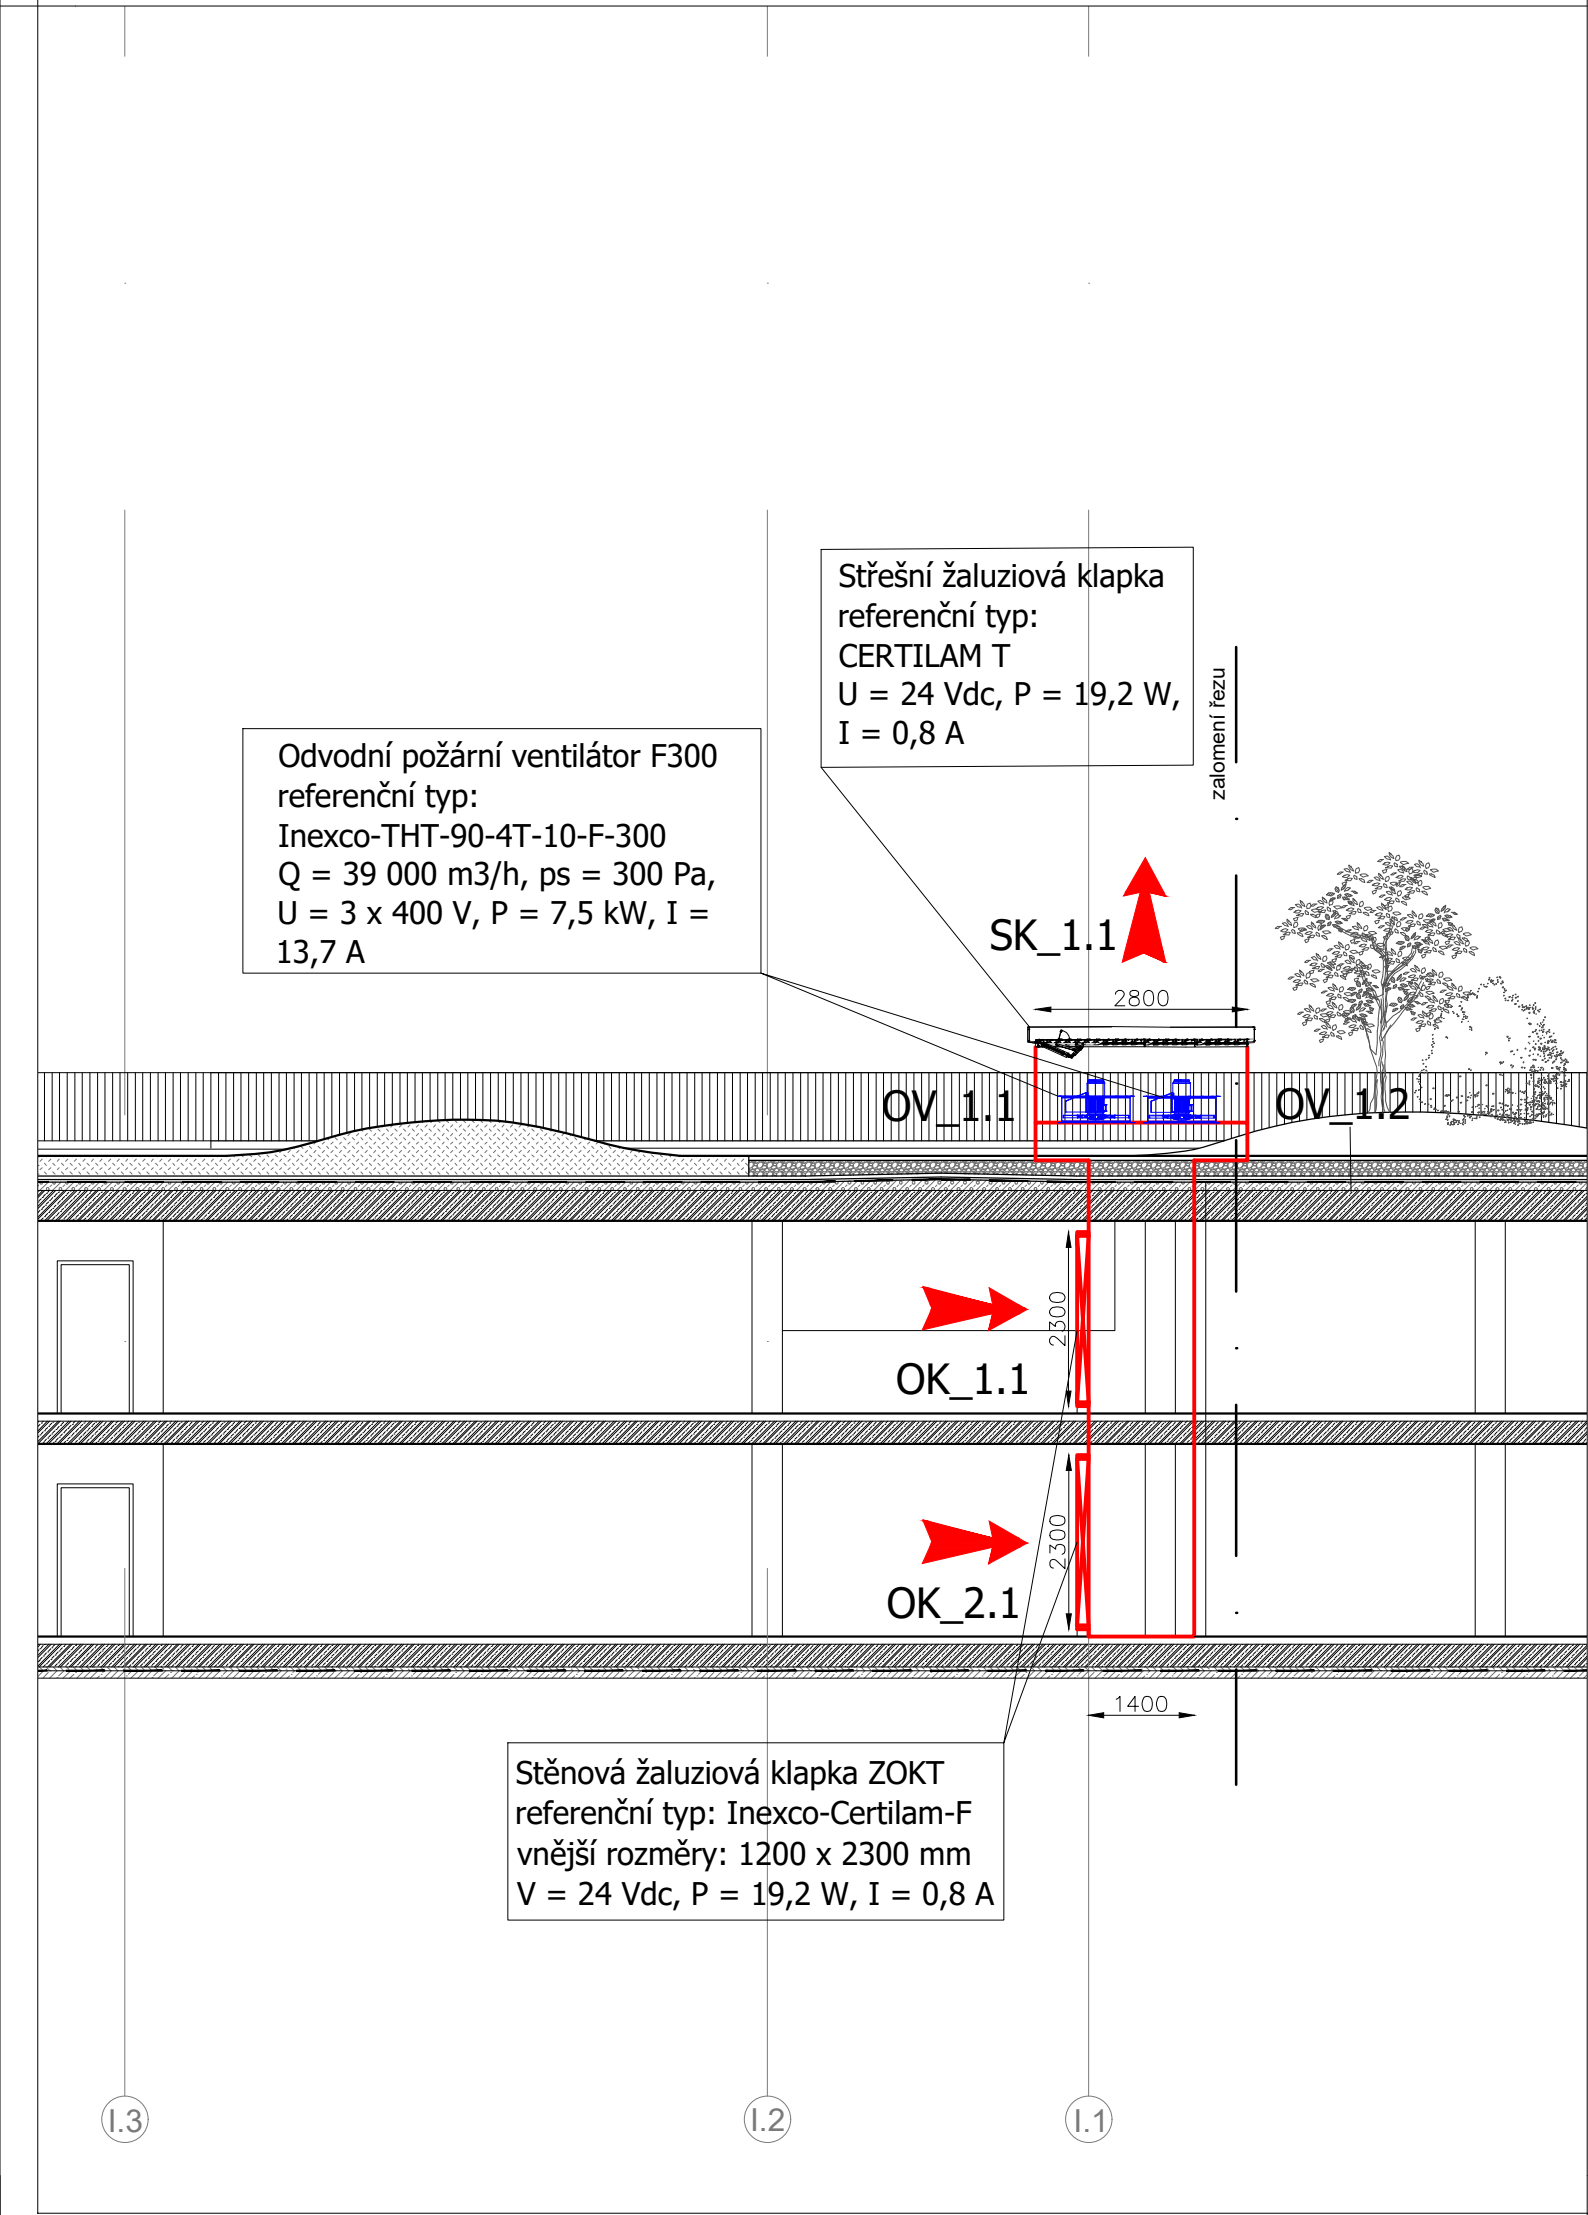 Střešní žaluziová klapka
referenční typ:
CERTILAM T
U = 24 Vdc, P = 19,2 W,
I = 0,8 A
zalomení řezu
Odvodní požární ventilátor F300
referenční typ:
Inexco-THT-90-4T-10-F-300
Q = 39 000 m3/h, ps = 300 Pa,
U = 3 x 400 V, P = 7,5 kW, I =
13,7 A
SK_1.1
2800
OV_1.1
OV_1.2
2300
OK_1.1
2300
OK_2.1
1400
Stěnová žaluziová klapka ZOKT
referenční typ: Inexco-Certilam-F
vnější rozměry: 1200 x 2300 mm
V = 24 Vdc, P = 19,2 W, I = 0,8 A
I.3
I.2
I.1